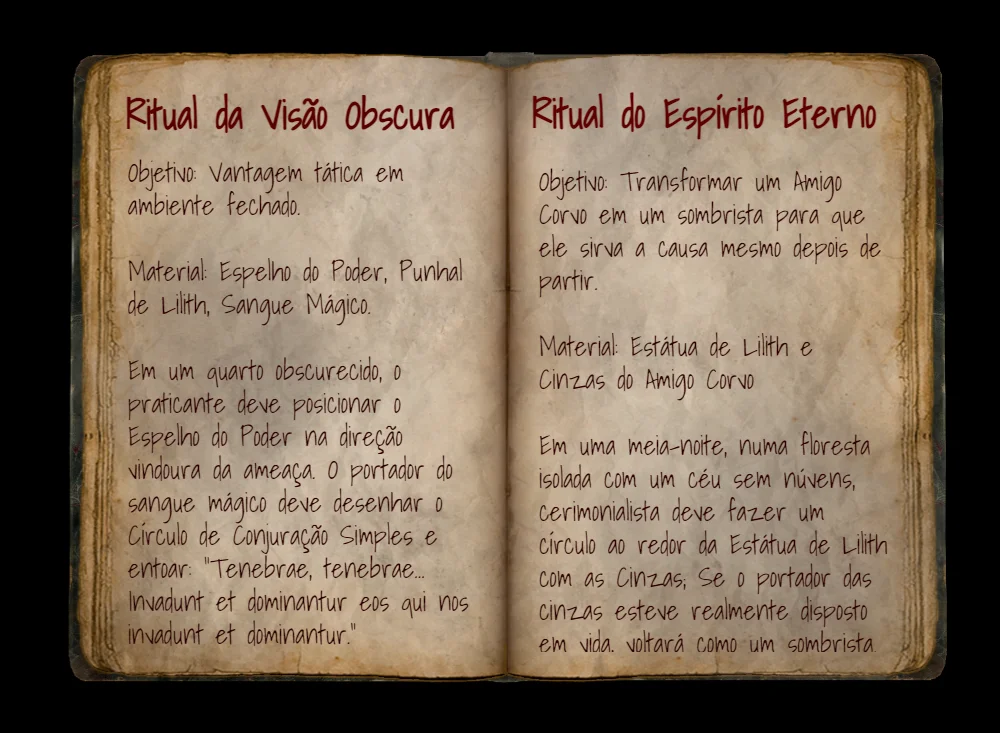 Ritual da Visão Obscura
Objetivo: Vantagem tática em
ambiente fechado.
Material: Espelho do Poder, Punhal
de Lilith, Sangue Mágico.
Em um quarto obscurecido, o
praticante deve posicionar o
Espelho do Poder na direção
vindoura da ameaça. O portador do
sangue mágico deve desenhar o
Círculo de Conjuração Simples e
entoar: "Tenebrae, tenebrae...
Invadunt et dominantur eos qui nos
invadunt et dominantur."
Ritual do Espírito Eterno
Objetivo: Transformar um Amigo
Corvo em um sombrista para que
ele sirva a causa mesmo depois de
partir.
Material: Estátua de Lilith e
Cinzas do Amigo Corvo
Em uma meia-noite, numa floresta
isolada com um céu sem núvens,
cerimonialista deve fazer um
círculo ao redor da Estátua de Lilith
com as Cinzas; Se o portador das
cinzas esteve realmente disposto
em vida. voltará como um sombrista.